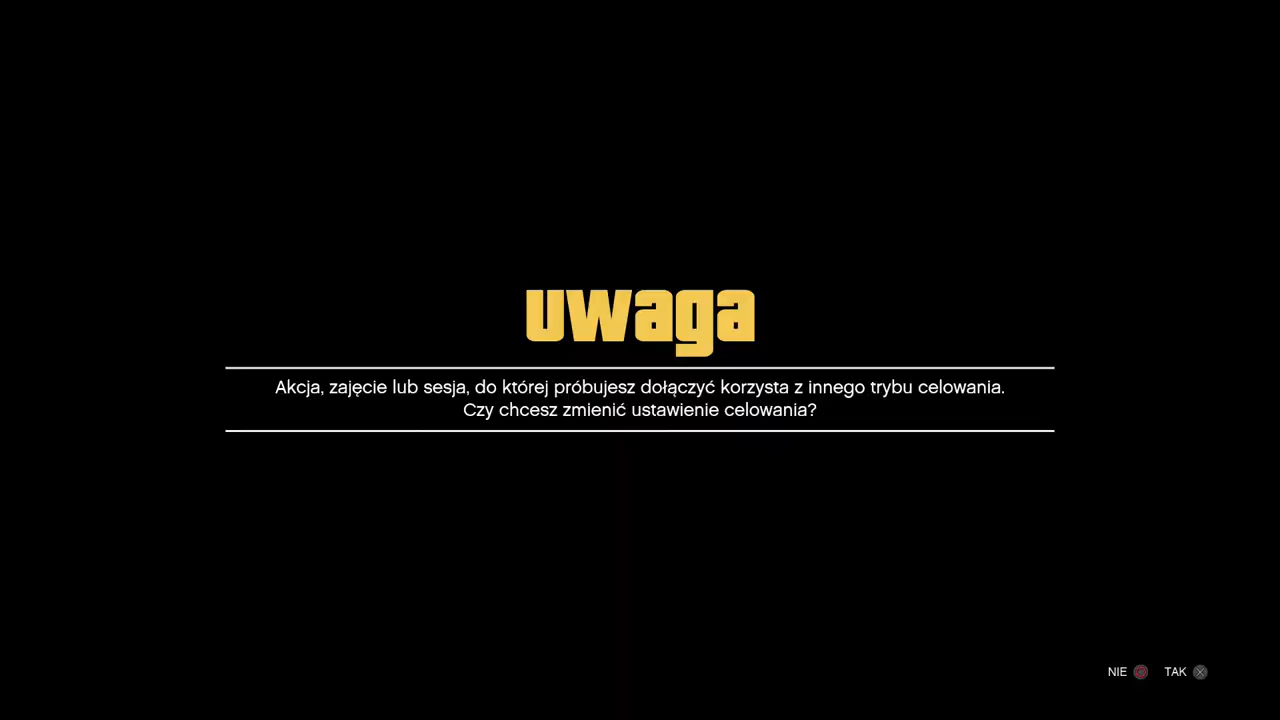 uwaga
Akcja, zajęcie lub sesja, do której próbujesz dołączyć korzysta z innego trybu celowania.
Czy chcesz zmienić ustawienie celowania?
NIE TAK